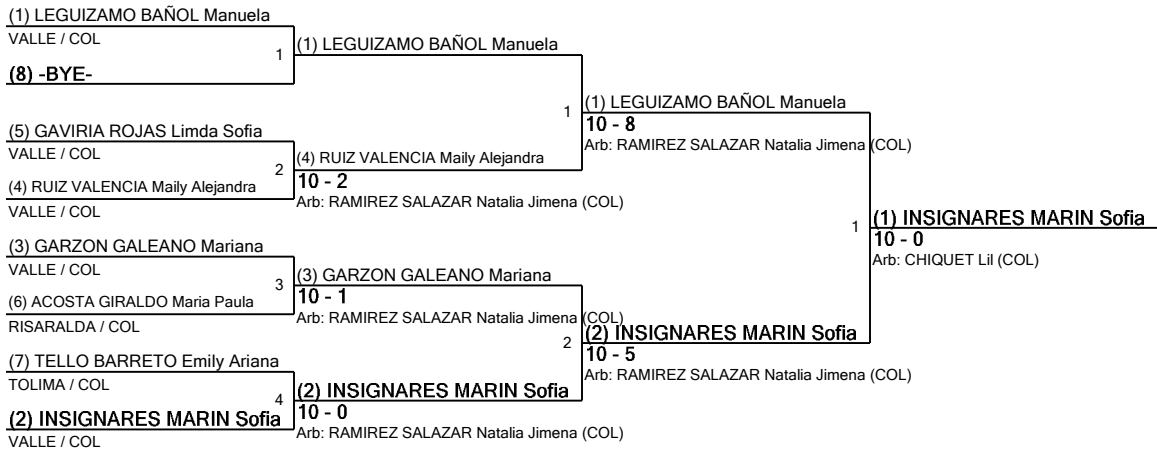 (1) LEGUIZAMO BAÑOL Manuela
VALLE / COL
(8) -BYE-
(5) GAVIRIA ROJAS Limda Sofia
VALLE / COL
(4) RUIZ VALENCIA Maily Alejandra
VALLE / COL
(3) GARZON GALEANO Mariana
VALLE / COL
(6) ACOSTA GIRALDO Maria Paula
RISARALDA / COL
(7) TELLO BARRETO Emily Ariana
TOLIMA / COL
(2) INSIGNARES MARIN Sofia
VALLE / COL
1
(1) LEGUIZAMO BAÑOL Manuela
2
(4) RUIZ VALENCIA Maily Alejandra
10 - 2
Arb: RAMIREZ SALAZAR Natalia Jimena (COL)
3
(3) GARZON GALEANO Mariana
10 - 1
Arb: RAMIREZ SALAZAR Natalia Jimena (COL)
4
(2) INSIGNARES MARIN Sofia
10 - 0
Arb: RAMIREZ SALAZAR Natalia Jimena (COL)
1
(1) LEGUIZAMO BAÑOL Manuela
10 - 8
Arb: RAMIREZ SALAZAR Natalia Jimena (COL)
2
(2) INSIGNARES MARIN Sofia
10 - 5
Arb: RAMIREZ SALAZAR Natalia Jimena (COL)
1
(1) INSIGNARES MARIN Sofia
10 - 0
Arb: CHIQUET Lil (COL)